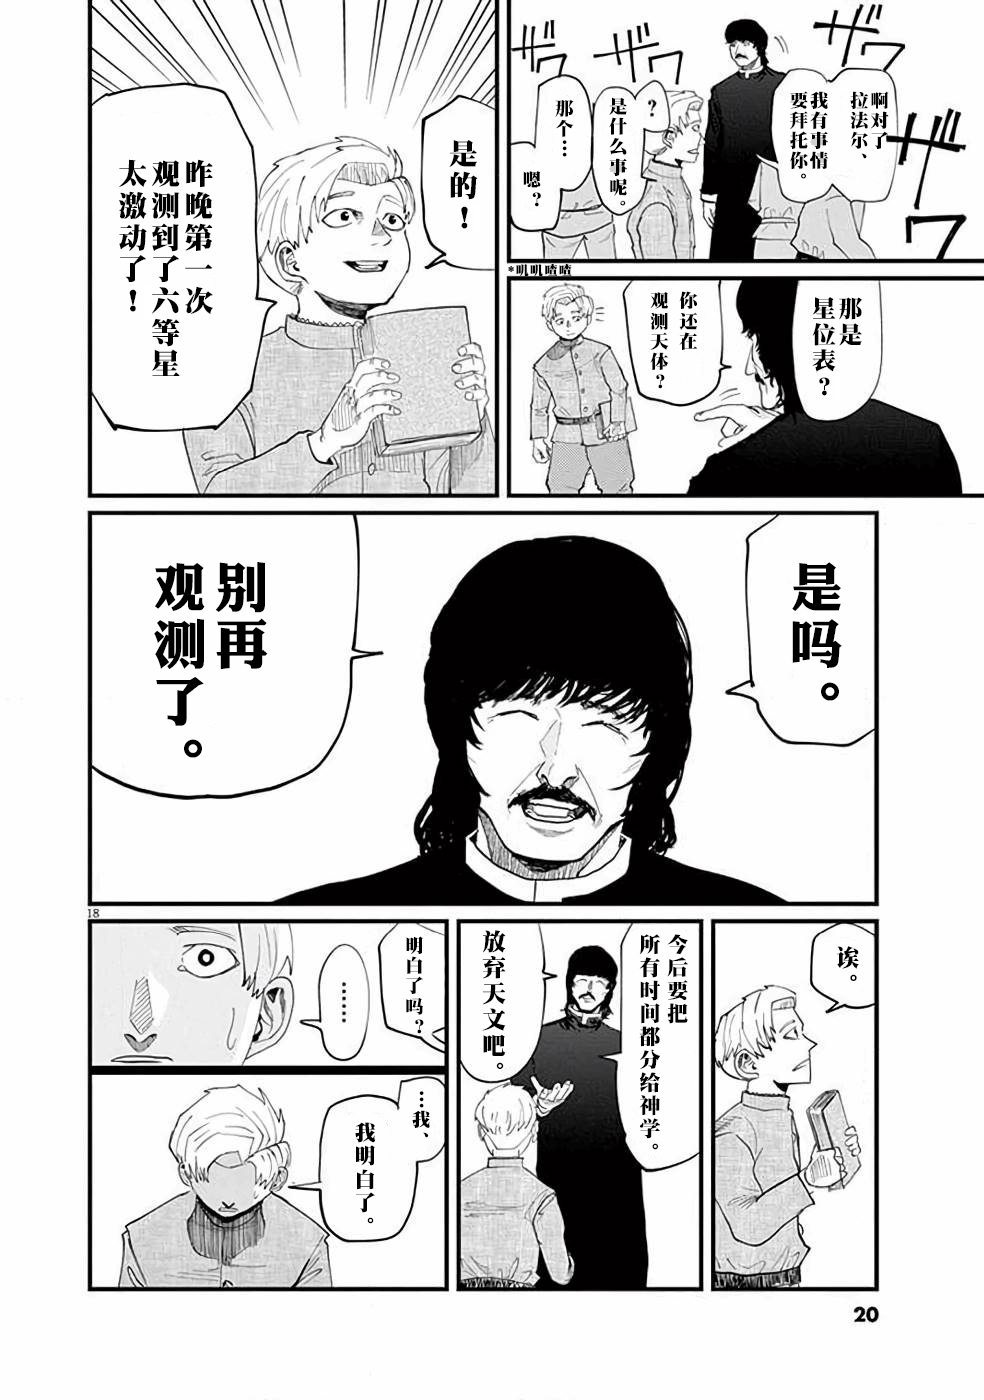 ザワ
ザワ
ザワ
ザワ
啊对了
拉法尔、
我有事情
要拜托你。
?
是什么事呢。
那个…
嗯?
*叽叽喳喳
那是
星位表?
你还在
观测天体?
是的!
昨晚第一次
观测到了六等星
太激动了!
是吗。
别再
观测了。
18
诶。
今后要把
所有时间都分给神学。
放弃天文吧。
明白了吗?
……
…我、
我明白了。
20